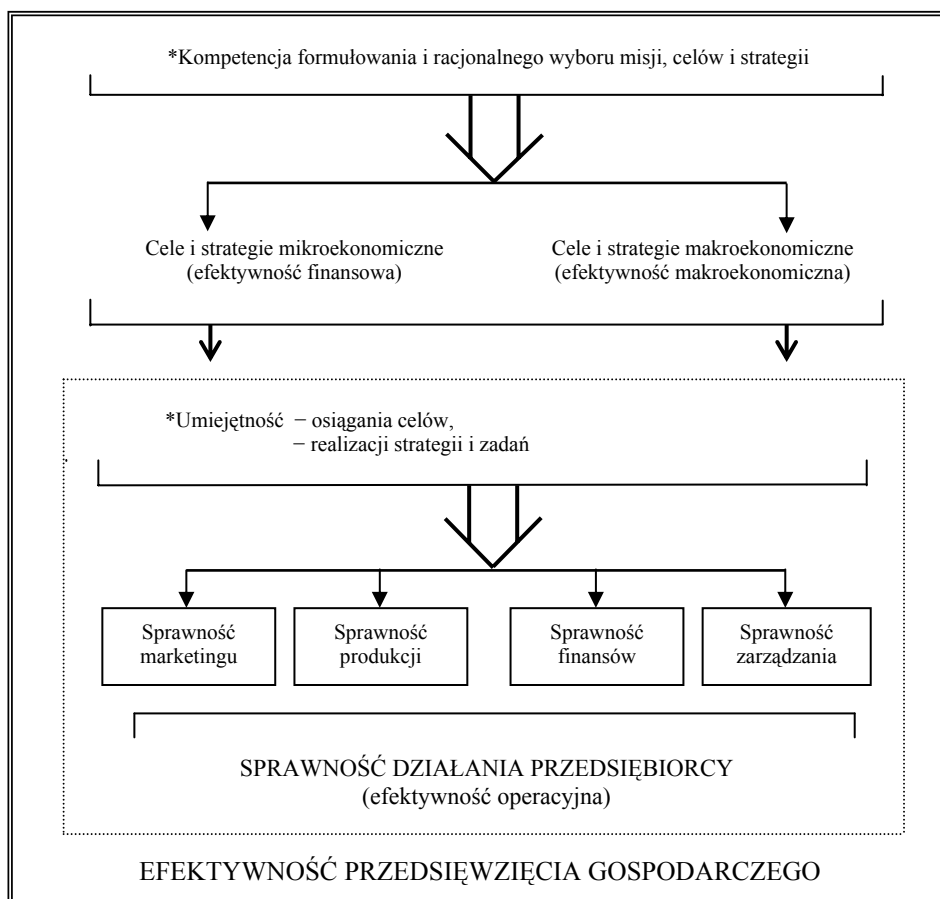 *Kompetencja formułowania i racjonalnego wyboru misji, celów i strategii
Cele i strategie mikroekonomiczne
(efektywność finansowa)
Cele i strategie makroekonomiczne
(efektywność makroekonomiczna)
*Umiejętność – osiągania celów,
– realizacji strategii i zadań
Sprawność
marketingu
Sprawność
produkcji
Sprawność
finansów
Sprawność
zarządzania
SPRAWNOŚĆ DZIAŁANIA PRZEDSIĘBIORCY
(efektywność operacyjna)
EFEKTYWNOŚĆ PRZEDSIĘWZIĘCIA GOSPODARCZEGO